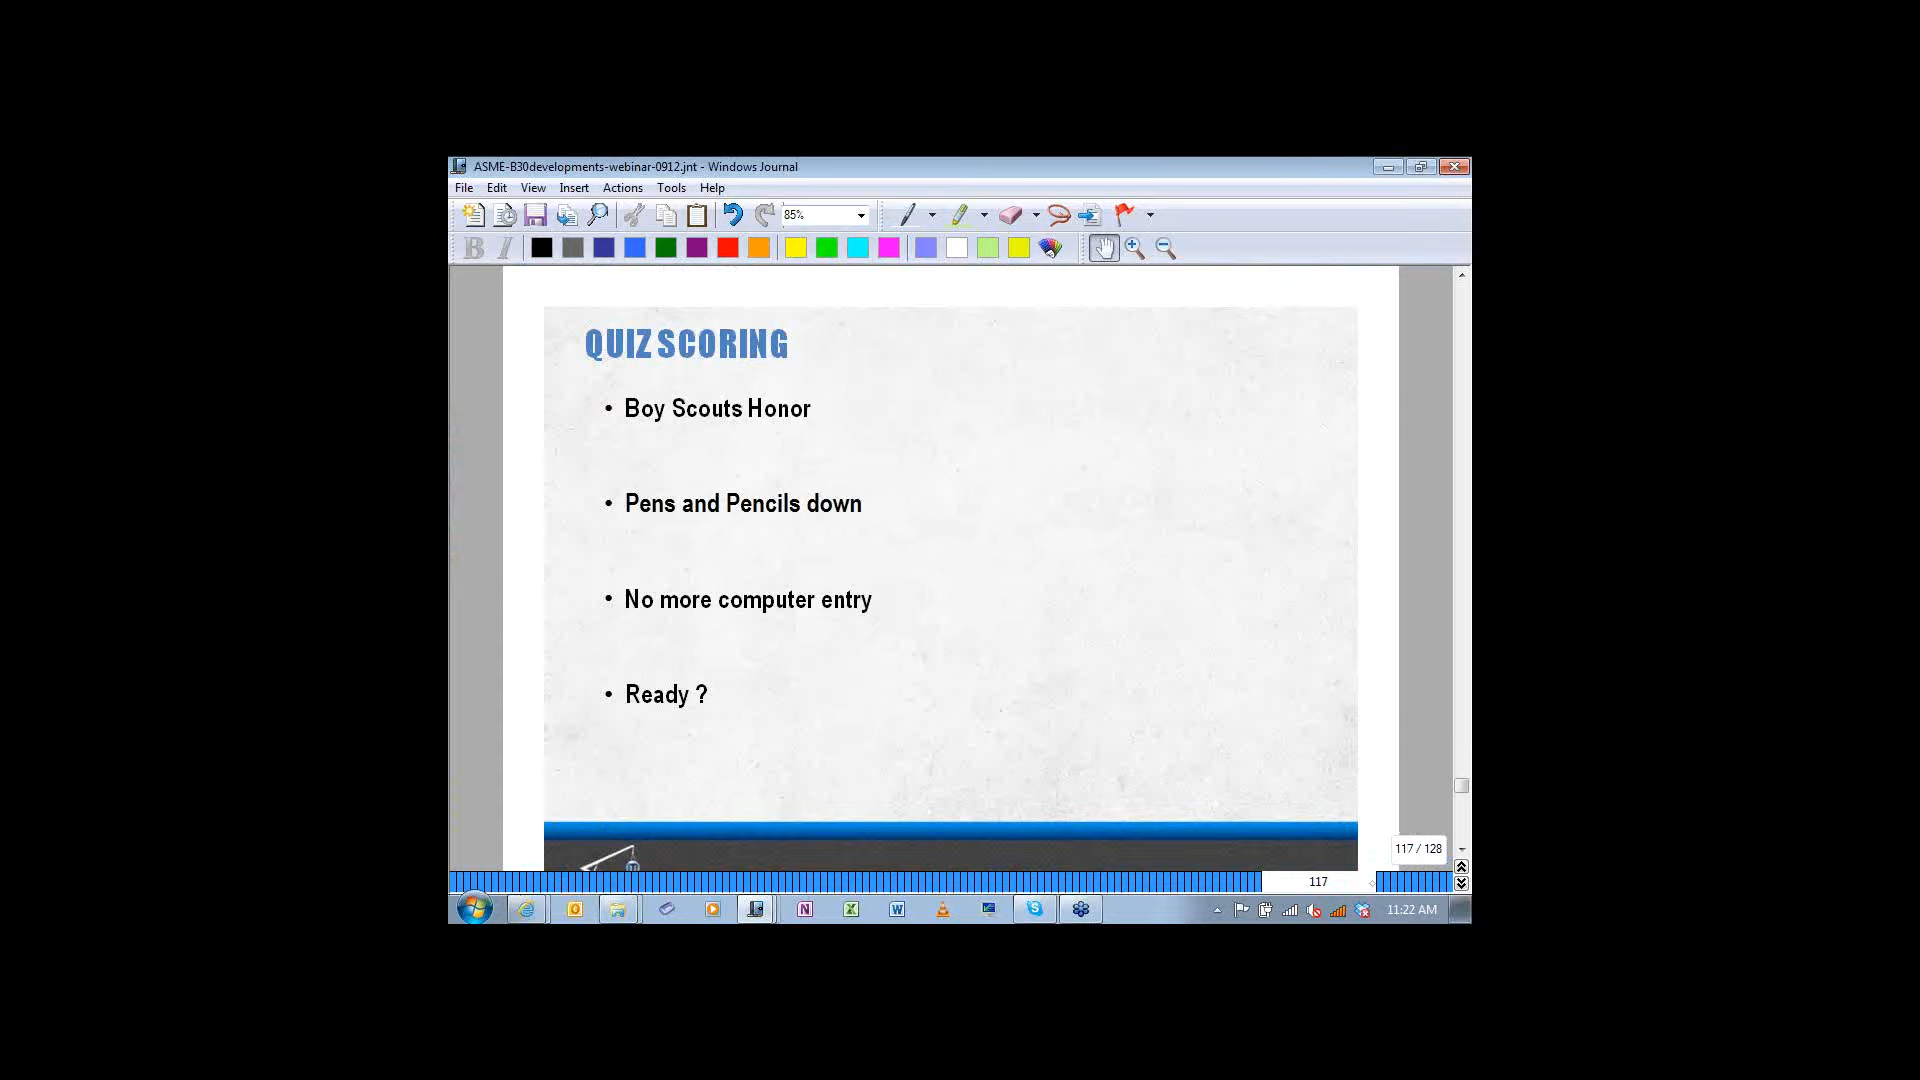 ASME-B30developments-webinar-0912.jnt - Windows Journal
File Edit View Insert Actions Tools Help
85%
B I
QUIZ SCORING
• Boy Scouts Honor
• Pens and Pencils down
• No more computer entry
• Ready ?
117 / 128
117
11:22 AM